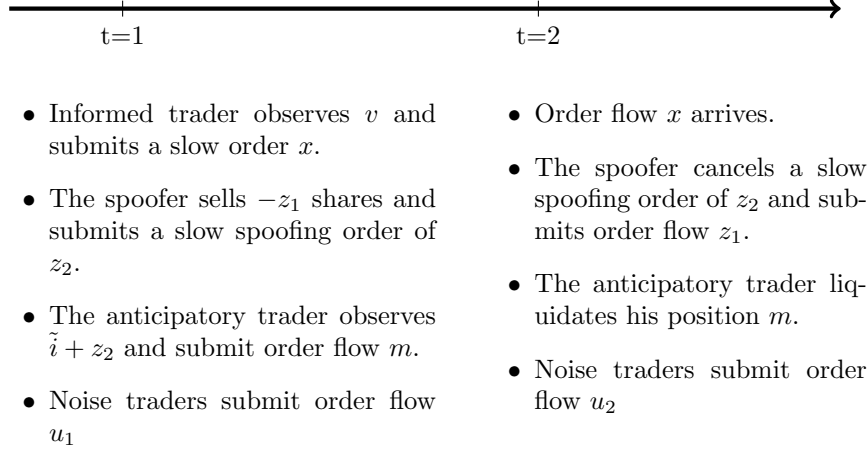 t=1
t=2
• Informed trader observes v and
submits a slow order x.
• The spoofer sells −z₁ shares and
submits a slow spoofing order of
z₂.
• The anticipatory trader observes
ĩ + z₂ and submit order flow m.
• Noise traders submit order flow
u₁
• Order flow x arrives.
• The spoofer cancels a slow
spoofing order of z₂ and sub-
mits order flow z₁.
• The anticipatory trader liq-
uidates his position m.
• Noise traders submit order
flow u₂